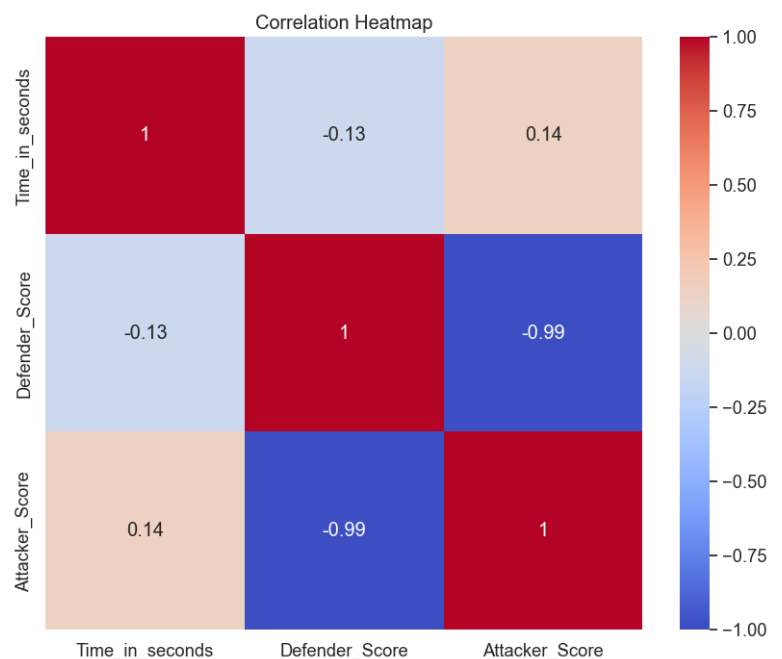 Correlation Heatmap
Time_in_seconds
1
-0.13
0.14
Defender_Score
-0.13
1
-0.99
Attacker_Score
0.14
-0.99
1
Time_in_seconds
Defender_Score
Attacker_Score
1.00
0.75
0.50
0.25
0.00
−0.25
−0.50
−0.75
−1.00